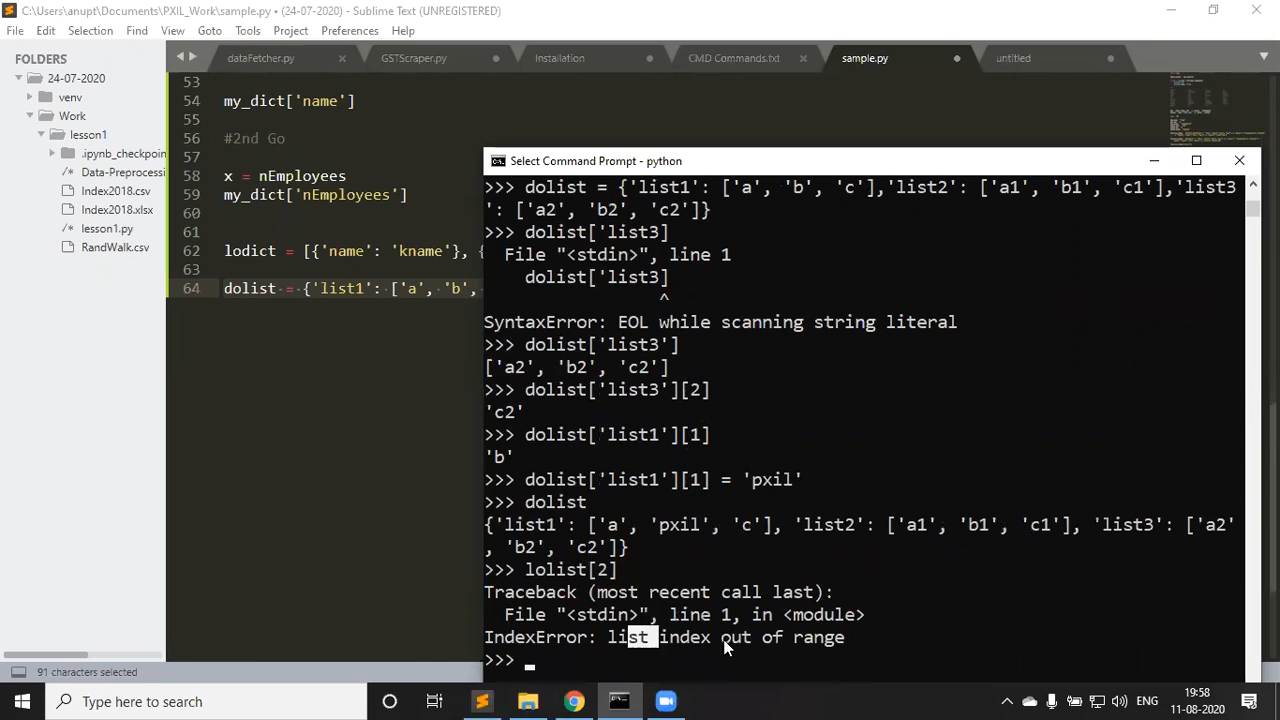 C:\Users\anupt\Documents\PXIL_Work\sample.py (24-07-2020) - Sublime Text (UNREGISTERED)
File Edit Selection Find View Goto Tools Project Preferences Help
FOLDERS
24-07-2020
venv
Work
lesson1
.ipynb_checkpoin
Data-Preprocessi
Index2018.csv
Index2018.xlsx
lesson1.py
RandWalk.csv
dataFetcher.py GSTScraper.py Installation CMD Commands.txt sample.py untitled
53
54 my_dict['name']
55
56 #2nd Go
57
58 x = nEmployees
59 my_dict['nEmployees']
60
61
62 lodict = [{'name': 'kname'}, {
63
64 dolist = {'list1': ['a', 'b',
Select Command Prompt - python
>>> dolist = {'list1': ['a', 'b', 'c'],'list2': ['a1', 'b1', 'c1'],'list3
': ['a2', 'b2', 'c2']}
>>> dolist['list3]
File "<stdin>", line 1
dolist['list3]
^
SyntaxError: EOL while scanning string literal
>>> dolist['list3']
['a2', 'b2', 'c2']
>>> dolist['list3'][2]
'c2'
>>> dolist['list1'][1]
'b'
>>> dolist['list1'][1] = 'pxil'
>>> dolist
{'list1': ['a', 'pxil', 'c'], 'list2': ['a1', 'b1', 'c1'], 'list3': ['a2'
, 'b2', 'c2']}
>>> lolist[2]
Traceback (most recent call last):
File "<stdin>", line 1, in <module>
IndexError: list index out of range
>>> _
91 characters selected
Type here to search
ENG
19:58
11-08-2020